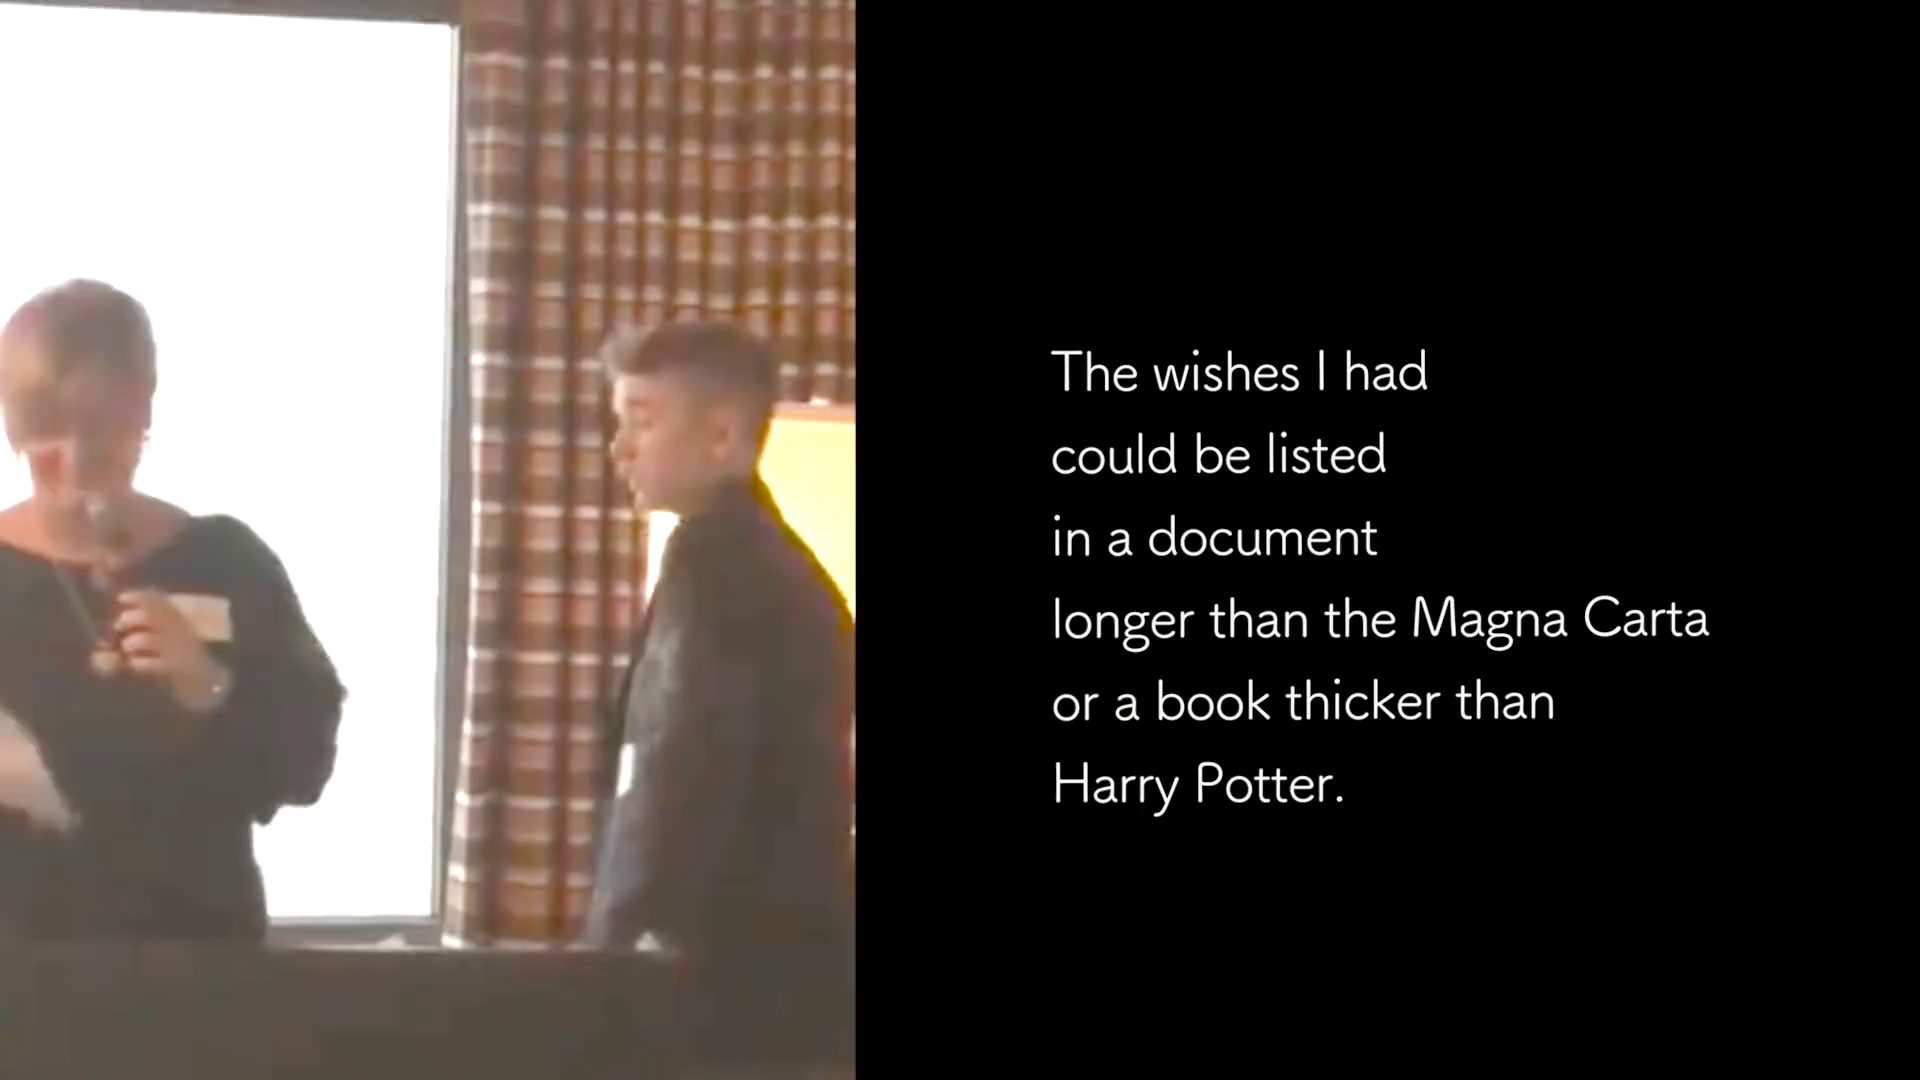 The wishes I had
could be listed
in a document
longer than the Magna Carta
or a book thicker than
Harry Potter.